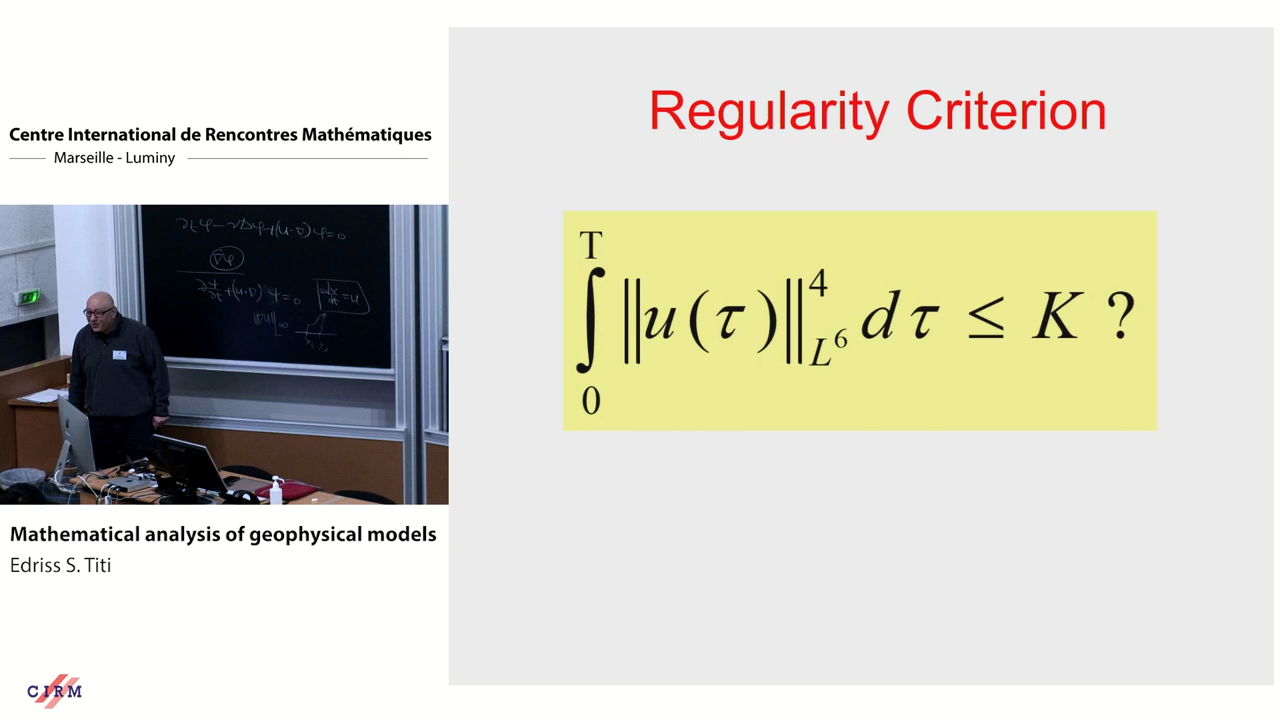 Centre International de Rencontres Mathématiques
Marseille - Luminy
Mathematical analysis of geophysical models
Edriss S. Titi
CIRM
Regularity Criterion
∫₀ᵀ ‖u(τ)‖⁴_{L⁶} dτ ≤ K ?